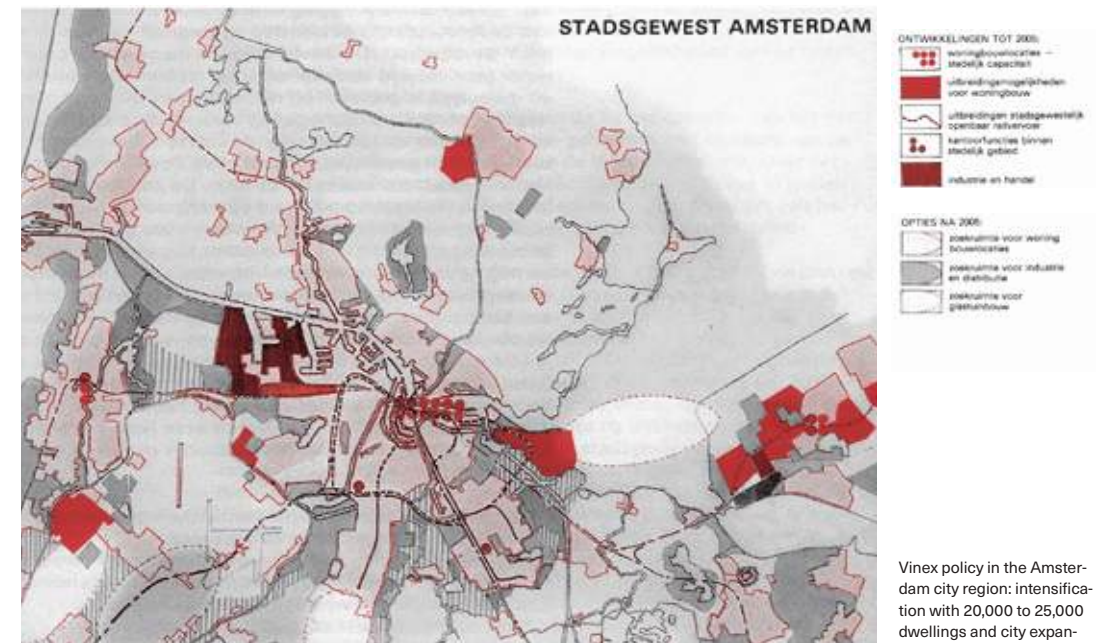 STADSGEWEST AMSTERDAM
ONTWIKKELINGEN TOT 2005:
woningbouwlocaties –
stedelijk capaciteit
uitbreidingsmogelijkheden
voor woningbouw
uitbreidingen stadsgewestelijk
openbaar railvervoer
kantoorfuncties binnen
stedelijk gebied
industrie en handel
OPTIES NA 2005:
zoekruimte voor woning
bouwlocaties
zoekruimte voor industrie
en distributie
zoekruimte voor
glastuinbouw
Vinex policy in the Amster-
dam city region: intensifica-
tion with 20,000 to 25,000
dwellings and city expan-